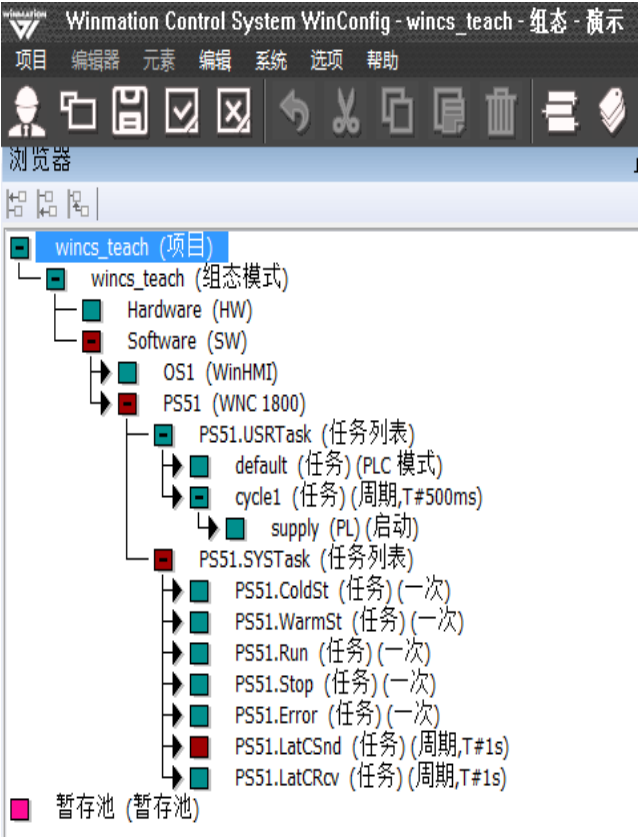 WINMATION
Winmation Control System WinConfig - wincs_teach - 组态 - 演示
项目 编辑器 元素 编辑 系统 选项 帮助
浏览器
wincs_teach (项目)
wincs_teach (组态模式)
Hardware (HW)
Software (SW)
OS1 (WinHMI)
PS51 (WNC 1800)
PS51.USRTask (任务列表)
default (任务) (PLC 模式)
cycle1 (任务) (周期,T#500ms)
supply (PL) (启动)
PS51.SYSTask (任务列表)
PS51.ColdSt (任务) (一次)
PS51.WarmSt (任务) (一次)
PS51.Run (任务) (一次)
PS51.Stop (任务) (一次)
PS51.Error (任务) (一次)
PS51.LatCSnd (任务) (周期,T#1s)
PS51.LatCRcv (任务) (周期,T#1s)
暂存池 (暂存池)